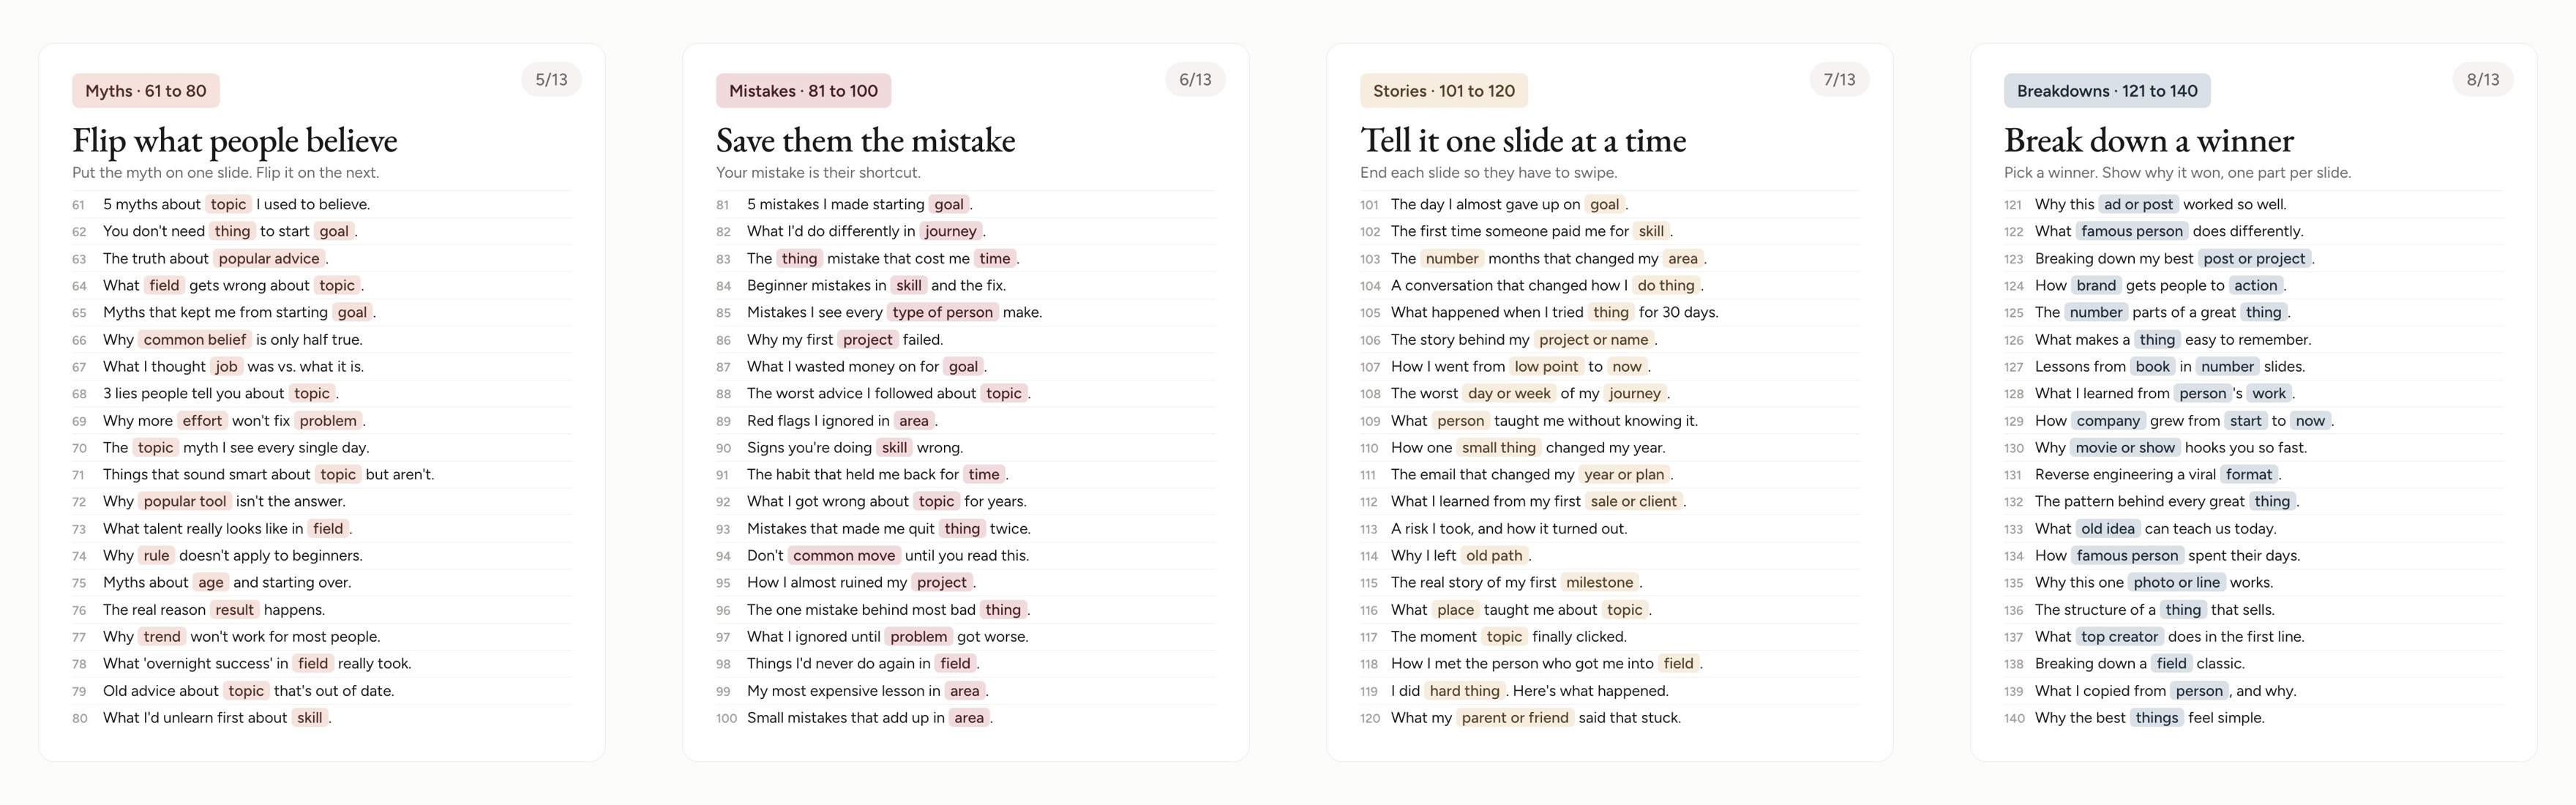 5/13
Myths · 61 to 80
Flip what people believe
Put the myth on one slide. Flip it on the next.
61 5 myths about topic I used to believe.
62 You don't need thing to start goal.
63 The truth about popular advice.
64 What field gets wrong about topic.
65 Myths that kept me from starting goal.
66 Why common belief is only half true.
67 What I thought job was vs. what it is.
68 3 lies people tell you about topic.
69 Why more effort won't fix problem.
70 The topic myth I see every single day.
71 Things that sound smart about topic but aren't.
72 Why popular tool isn't the answer.
73 What talent really looks like in field.
74 Why rule doesn't apply to beginners.
75 Myths about age and starting over.
76 The real reason result happens.
77 Why trend won't work for most people.
78 What 'overnight success' in field really took.
79 Old advice about topic that's out of date.
80 What I'd unlearn first about skill.
6/13
Mistakes · 81 to 100
Save them the mistake
Your mistake is their shortcut.
81 5 mistakes I made starting goal.
82 What I'd do differently in journey.
83 The thing mistake that cost me time.
84 Beginner mistakes in skill and the fix.
85 Mistakes I see every type of person make.
86 Why my first project failed.
87 What I wasted money on for goal.
88 The worst advice I followed about topic.
89 Red flags I ignored in area.
90 Signs you're doing skill wrong.
91 The habit that held me back for time.
92 What I got wrong about topic for years.
93 Mistakes that made me quit thing twice.
94 Don't common move until you read this.
95 How I almost ruined my project.
96 The one mistake behind most bad thing.
97 What I ignored until problem got worse.
98 Things I'd never do again in field.
99 My most expensive lesson in area.
100 Small mistakes that add up in area.
7/13
Stories · 101 to 120
Tell it one slide at a time
End each slide so they have to swipe.
101 The day I almost gave up on goal.
102 The first time someone paid me for skill.
103 The number months that changed my area.
104 A conversation that changed how I do thing.
105 What happened when I tried thing for 30 days.
106 The story behind my project or name.
107 How I went from low point to now.
108 The worst day or week of my journey.
109 What person taught me without knowing it.
110 How one small thing changed my year.
111 The email that changed my year or plan.
112 What I learned from my first sale or client.
113 A risk I took, and how it turned out.
114 Why I left old path.
115 The real story of my first milestone.
116 What place taught me about topic.
117 The moment topic finally clicked.
118 How I met the person who got me into field.
119 I did hard thing. Here's what happened.
120 What my parent or friend said that stuck.
8/13
Breakdowns · 121 to 140
Break down a winner
Pick a winner. Show why it won, one part per slide.
121 Why this ad or post worked so well.
122 What famous person does differently.
123 Breaking down my best post or project.
124 How brand gets people to action.
125 The number parts of a great thing.
126 What makes a thing easy to remember.
127 Lessons from book in number slides.
128 What I learned from person's work.
129 How company grew from start to now.
130 Why movie or show hooks you so fast.
131 Reverse engineering a viral format.
132 The pattern behind every great thing.
133 What old idea can teach us today.
134 How famous person spent their days.
135 Why this one photo or line works.
136 The structure of a thing that sells.
137 What top creator does in the first line.
138 Breaking down a field classic.
139 What I copied from person, and why.
140 Why the best things feel simple.